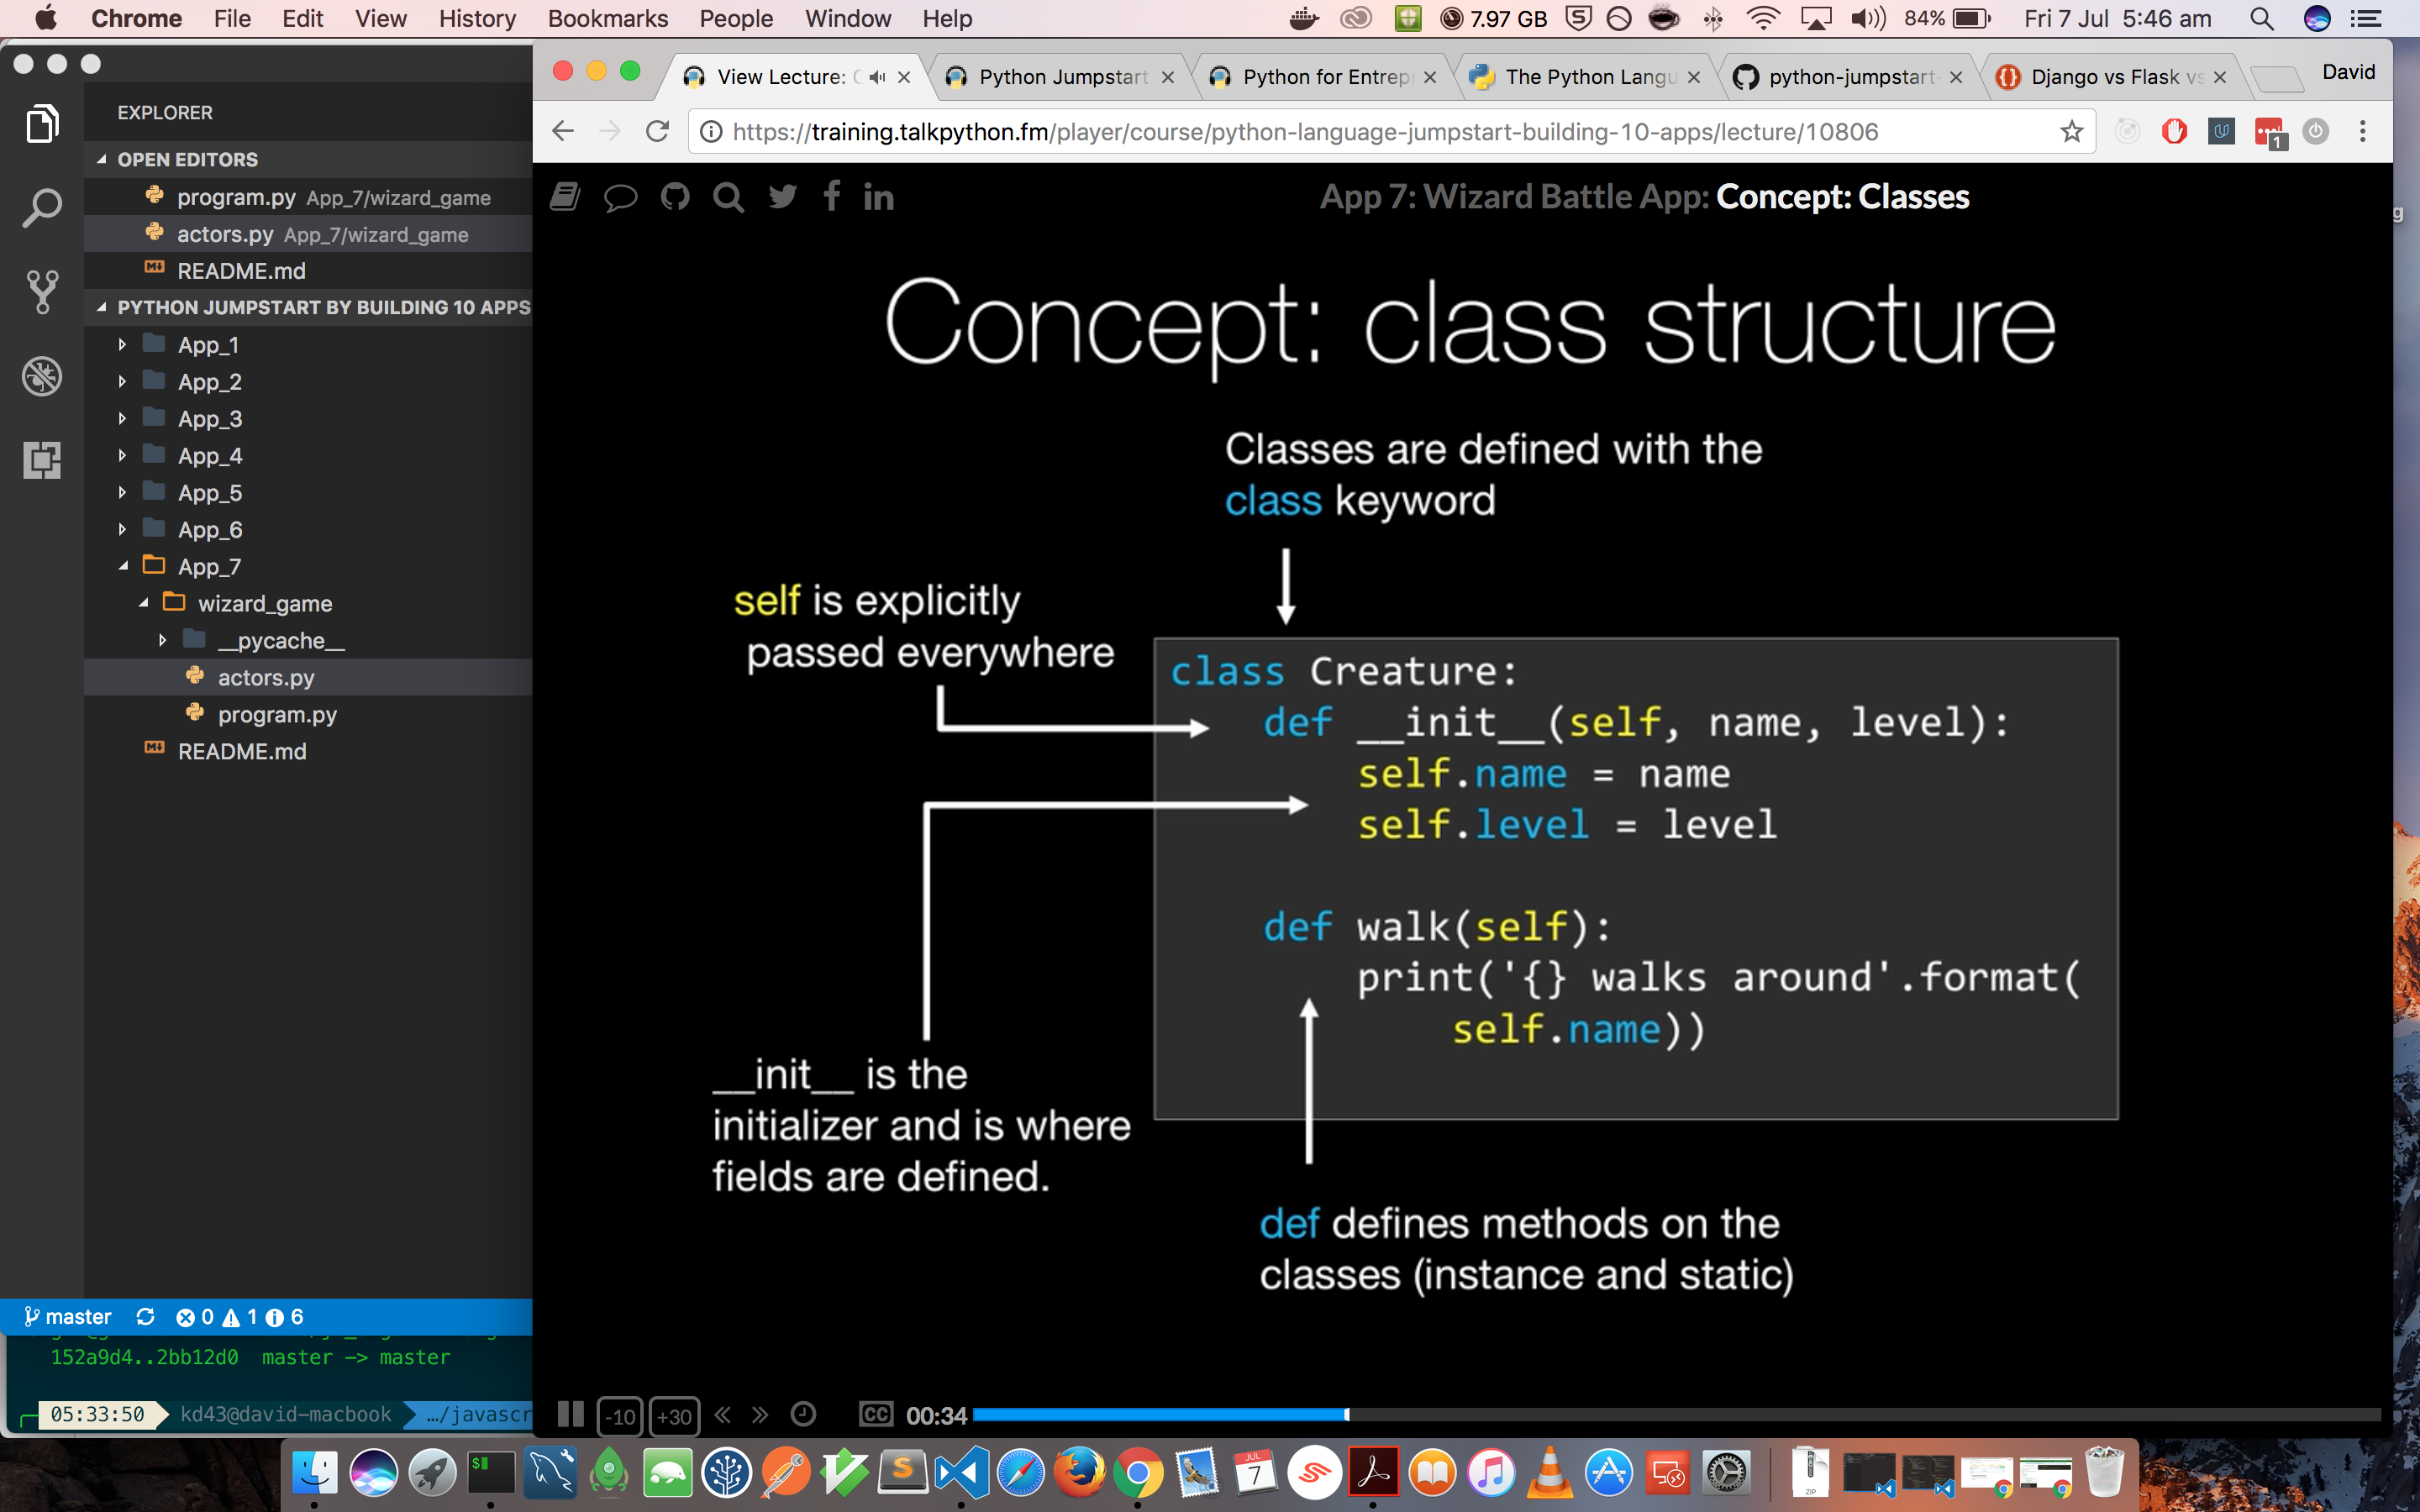 Chrome File Edit View History Bookmarks People Window Help 7.97 GB 84% Fri 7 Jul 5:46 am
View Lecture: Python Jumpstart Python for Entrep The Python Langu python-jumpstart- Django vs Flask vs David
https://training.talkpython.fm/player/course/python-language-jumpstart-building-10-apps/lecture/10806
1
EXPLORER
OPEN EDITORS
program.py App_7/wizard_game
actors.py App_7/wizard_game
README.md
PYTHON JUMPSTART BY BUILDING 10 APPS
App_1
App_2
App_3
App_4
App_5
App_6
App_7
wizard_game
__pycache__
actors.py
program.py
README.md
master 0 1 6
152a9d4..2bb12d0 master -> master
05:33:50 kd43@david-macbook …/javascr
App 7: Wizard Battle App: Concept: Classes
Concept: class structure
Classes are defined with the
class keyword
self is explicitly
passed everywhere
class Creature:
def __init__(self, name, level):
self.name = name
self.level = level
def walk(self):
print('{} walks around'.format(
self.name))
__init__ is the
initializer and is where
fields are defined.
def defines methods on the
classes (instance and static)
-10 +30 CC 00:34
JUL
7
ZIP